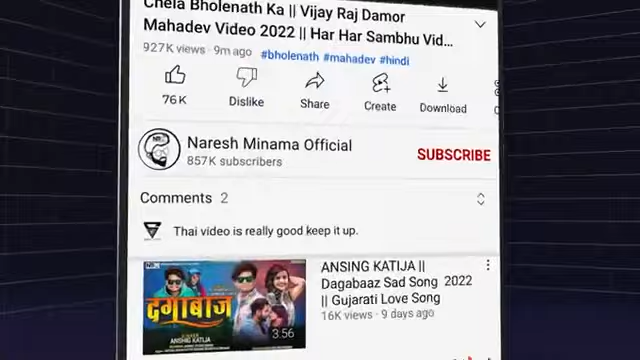 Chela Bholenath Ka || Vijay Raj Damor
Mahadev Video 2022 || Har Har Sambhu Vid...
927K views · 9m ago #bholenath #mahadev #hindi
76 K Dislike Share Create Download
Naresh Minama Official
857K subscribers
SUBSCRIBE
Comments 2
Thai video is really good keep it up.
दगाबाज
ANSHIG KATIJA
3:56
ANSING KATIJA ||
Dagabaaz Sad Song 2022
|| Gujarati Love Song
16K views · 9 days ago